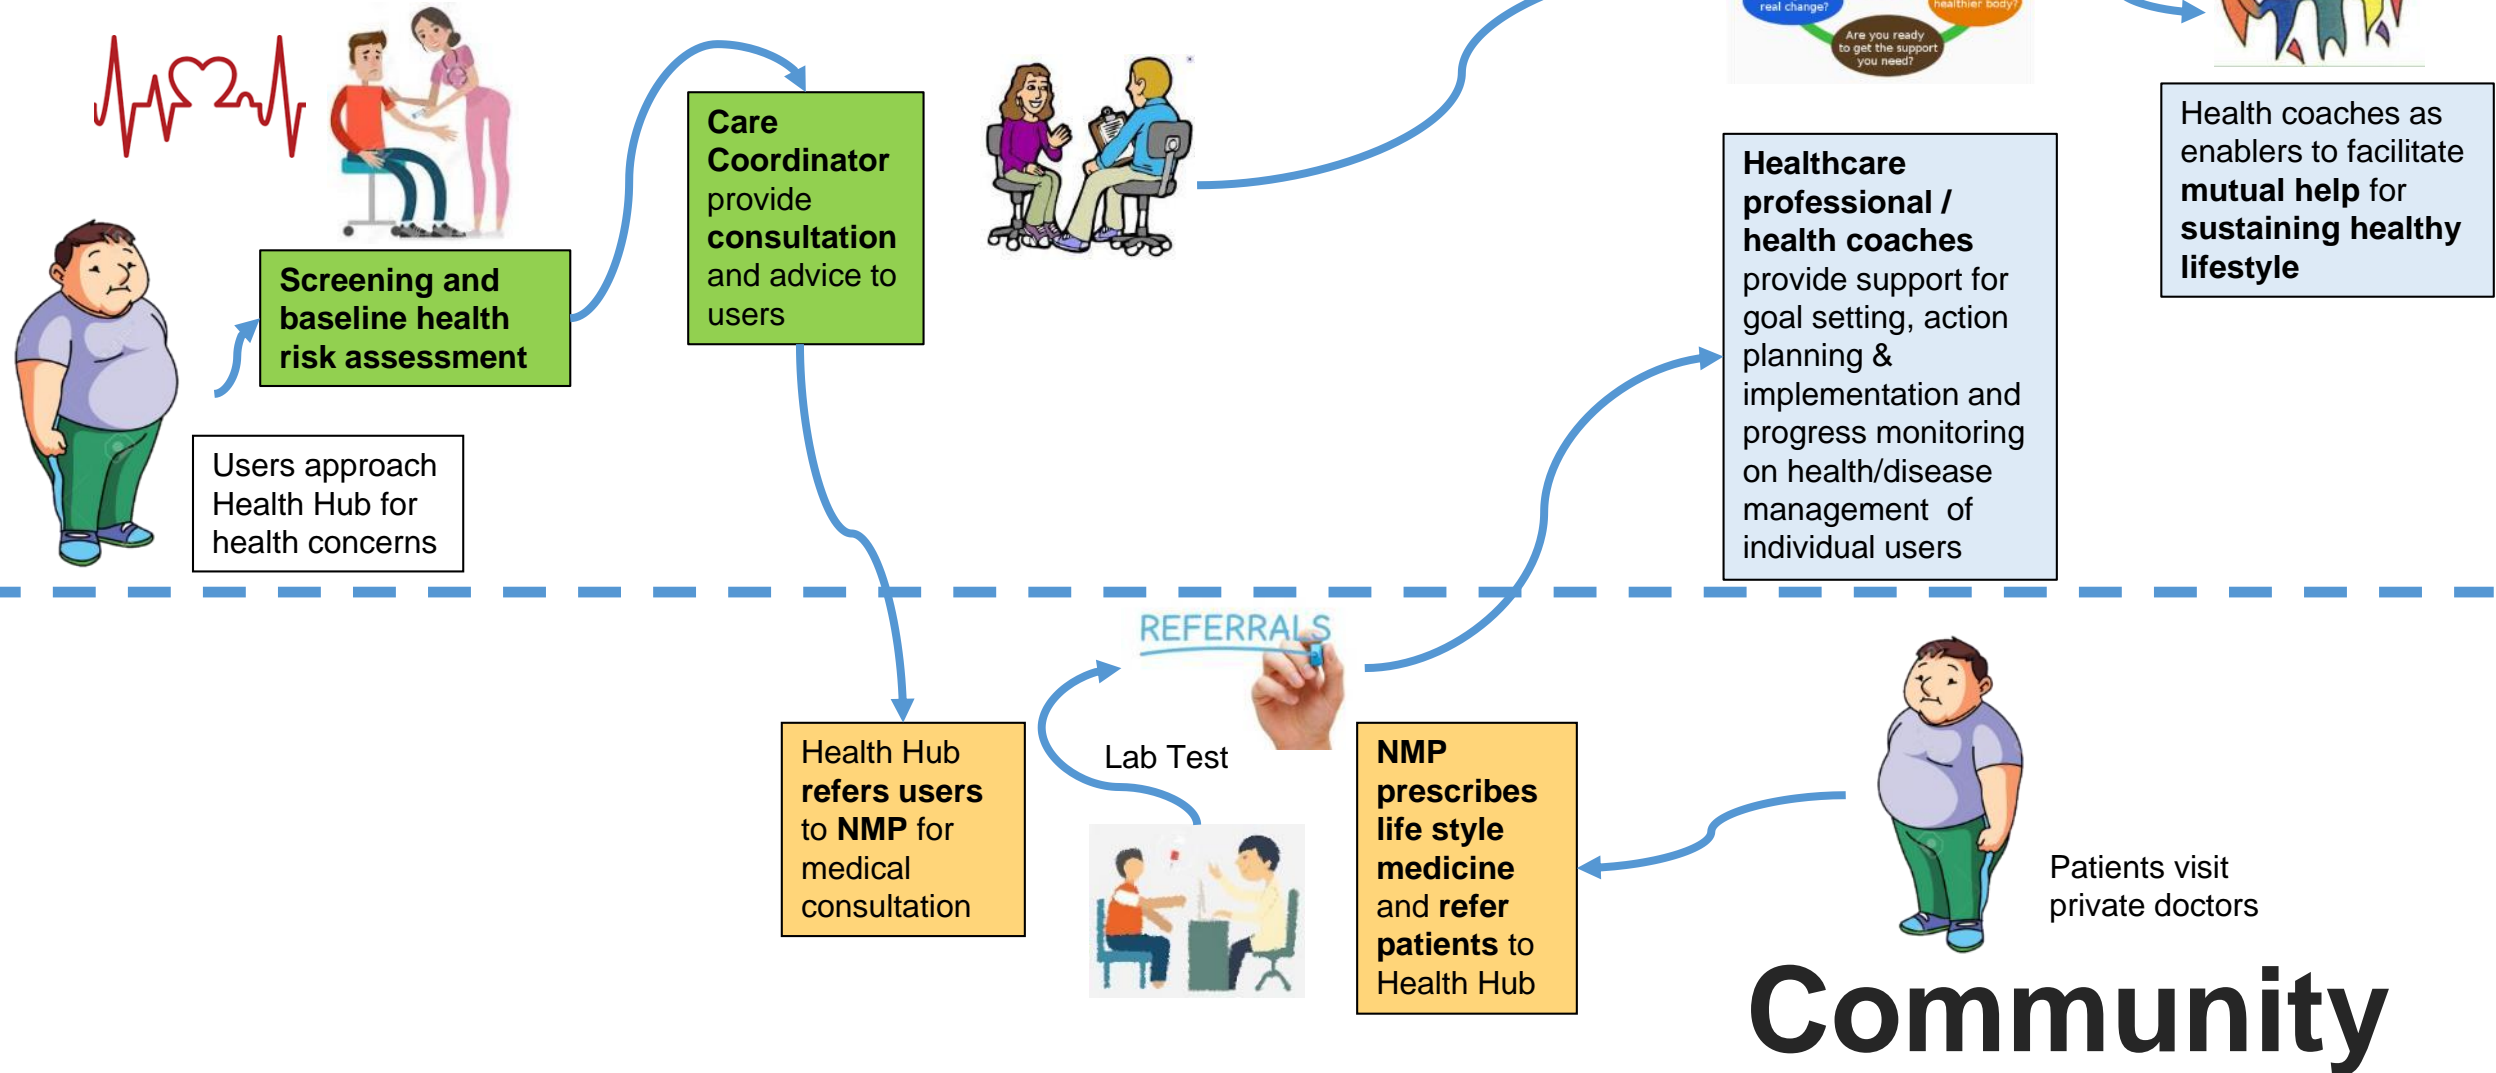 real change?
healthier body?
Are you ready
to get the support
you need?
Care
Coordinator
provide
consultation
and advice to
users
Health coaches as
enablers to facilitate
mutual help for
sustaining healthy
lifestyle
Healthcare
professional /
health coaches
provide support for
goal setting, action
planning &
implementation and
progress monitoring
on health/disease
management of
individual users
Screening and
baseline health
risk assessment
Users approach
Health Hub for
health concerns
REFERRALS
Health Hub
refers users
to NMP for
medical
consultation
Lab Test
NMP
prescribes
life style
medicine
and refer
patients to
Health Hub
Patients visit
private doctors
Community